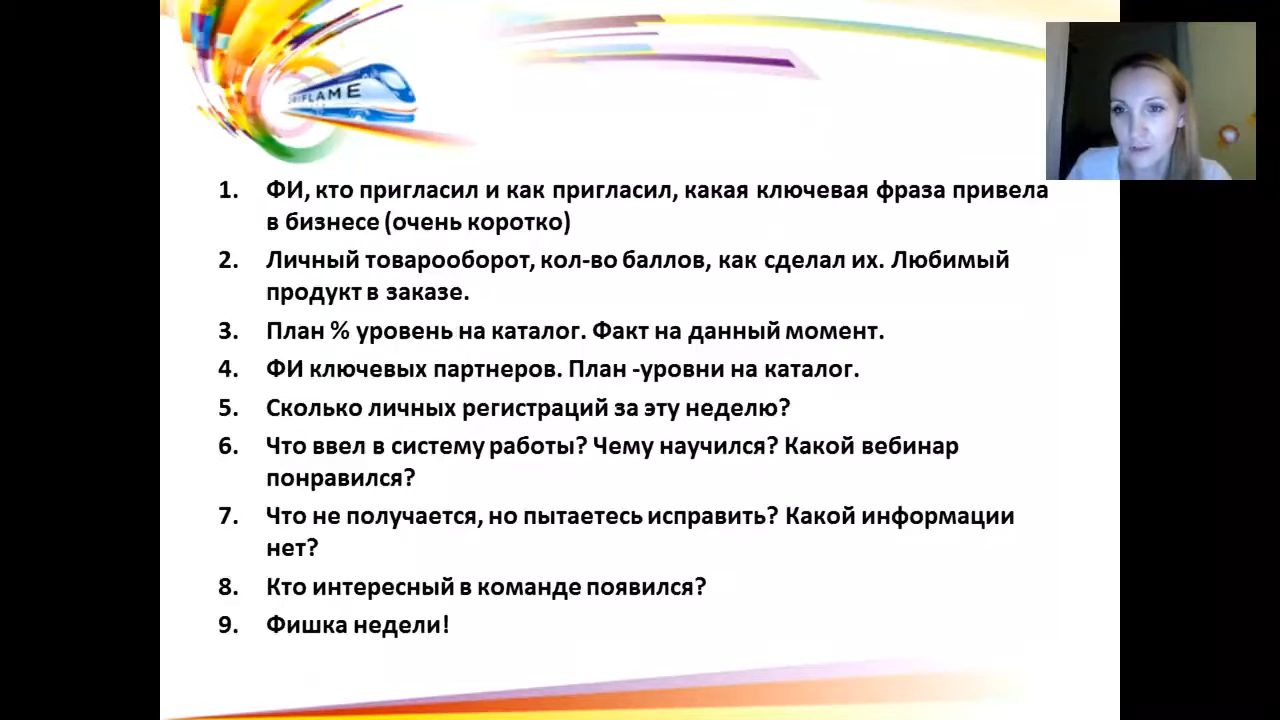 ORIFLAME
1. ФИ, кто пригласил и как пригласил, какая ключевая фраза привела
в бизнесе (очень коротко)
2. Личный товарооборот, кол-во баллов, как сделал их. Любимый
продукт в заказе.
3. План % уровень на каталог. Факт на данный момент.
4. ФИ ключевых партнеров. План -уровни на каталог.
5. Сколько личных регистраций за эту неделю?
6. Что ввел в систему работы? Чему научился? Какой вебинар
понравился?
7. Что не получается, но пытаетесь исправить? Какой информации
нет?
8. Кто интересный в команде появился?
9. Фишка недели!